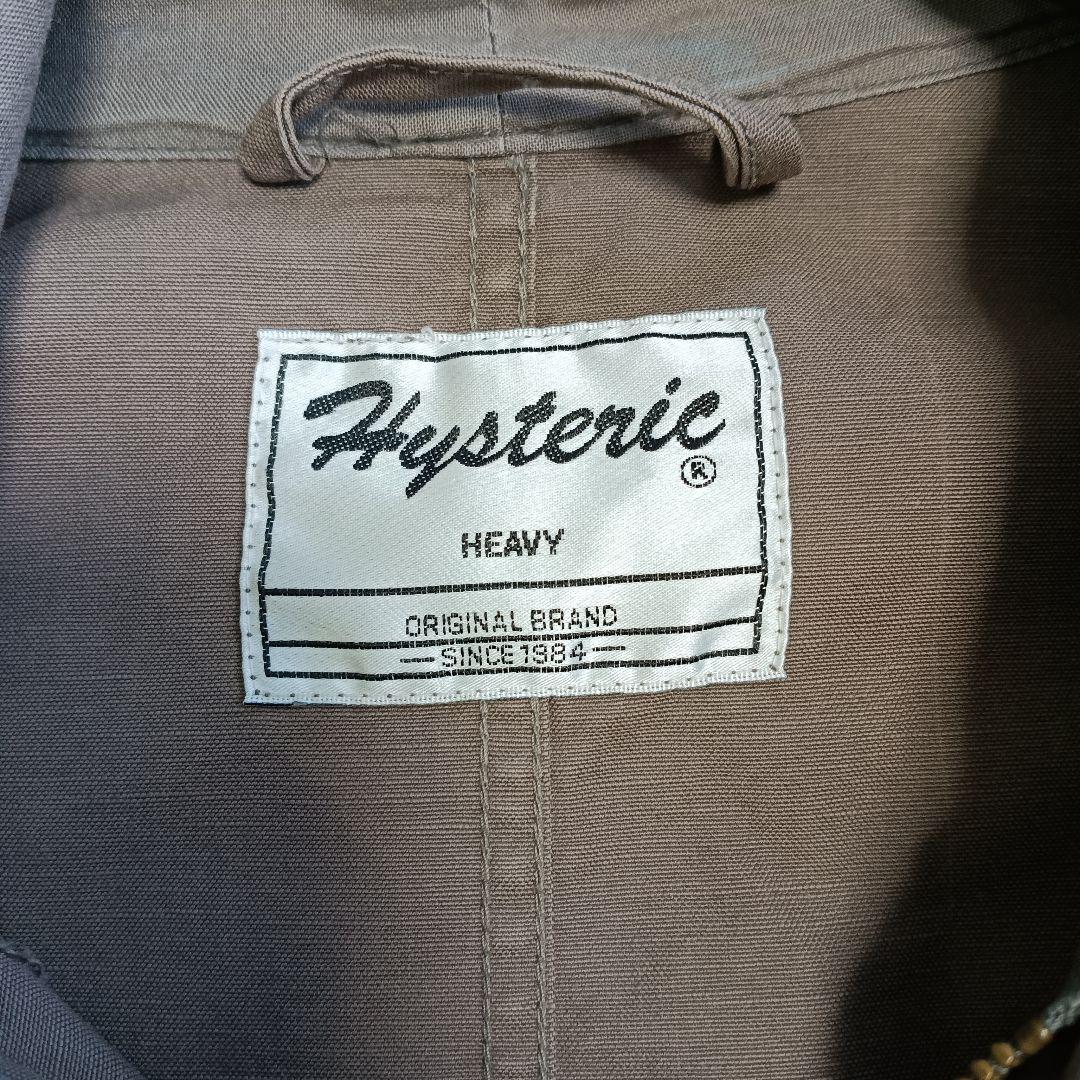 Hysteric
®
HEAVY
ORIGINAL BRAND
— SINCE 1984 —